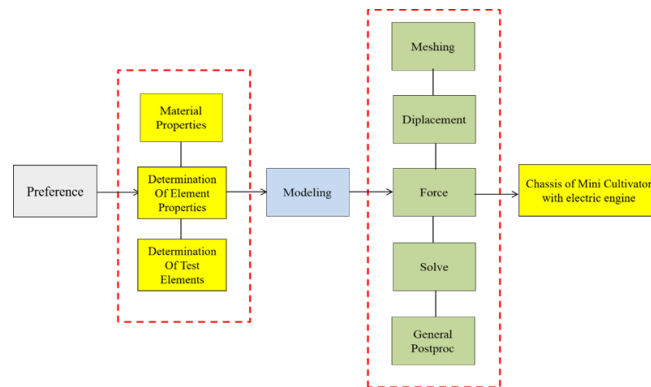 Preference
Material
Properties
Determination
Of Element
Properties
Determination
Of Test
Elements
Modeling
Meshing
Diplacement
Force
Solve
General
Postproc
Chassis of Mini Cultivator
with electric engine